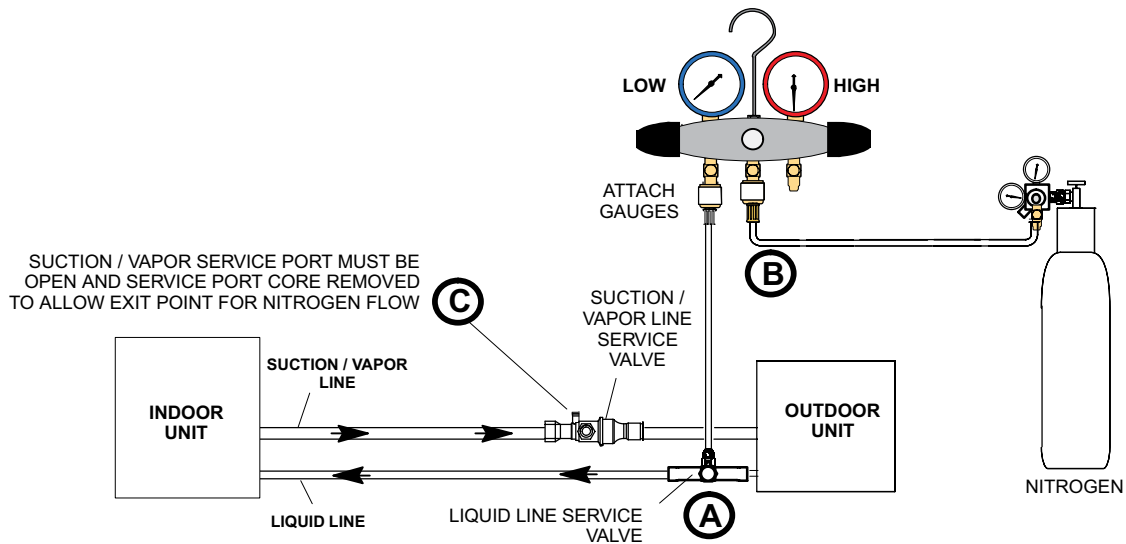 LOW
HIGH
ATTACH
GAUGES
B
SUCTION / VAPOR SERVICE PORT MUST BE
OPEN AND SERVICE PORT CORE REMOVED
TO ALLOW EXIT POINT FOR NITROGEN FLOW
C
SUCTION /
VAPOR LINE
SERVICE
VALVE
SUCTION / VAPOR
LINE
INDOOR
UNIT
OUTDOOR
UNIT
NITROGEN
LIQUID LINE
LIQUID LINE SERVICE
VALVE
A